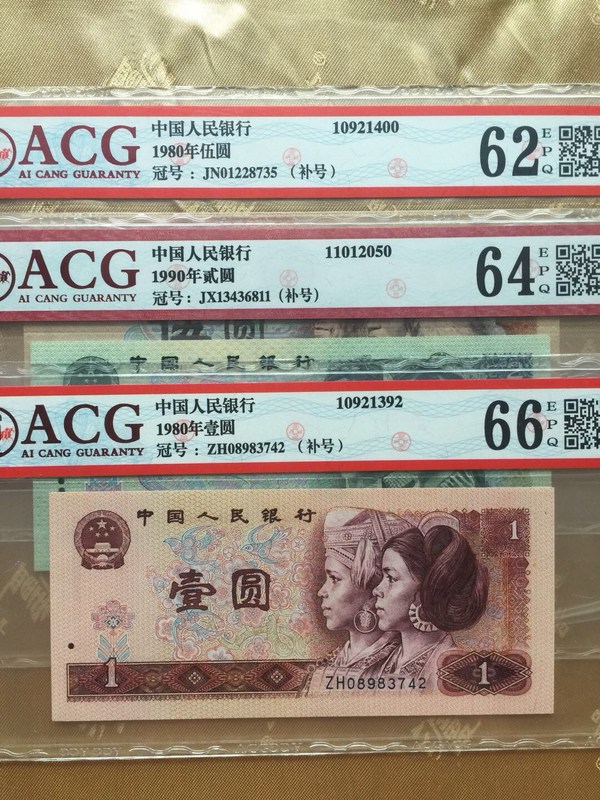 ACG
AI CANG GUARANTY
中国人民银行 10921400
1980年伍圆
冠号：JN01228735（补号）
62
EPQ
ACG
AI CANG GUARANTY
中国人民银行 11012050
1990年贰圆
冠号：JX13436811（补号）
64
EPQ
伍圆
中国人民银行
ACG
AI CANG GUARANTY
中国人民银行 10921392
1980年壹圆
冠号：ZH08983742（补号）
66
EPQ
中国人民银行
1
壹圆
1
ZH08983742
1